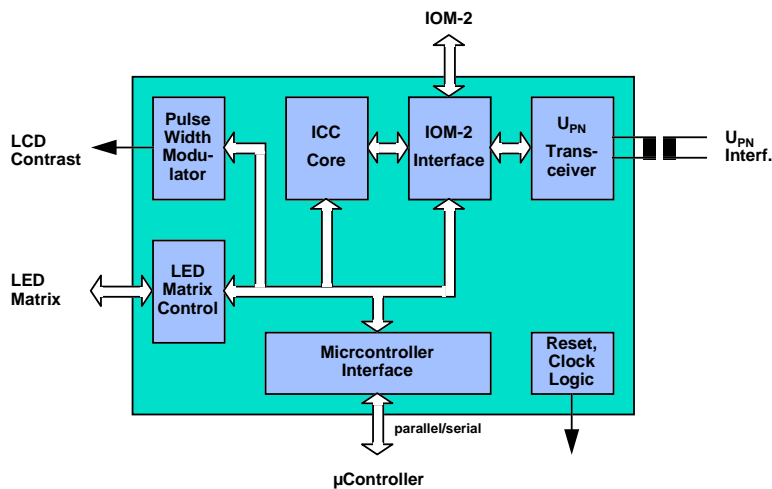 IOM-2
Pulse
Width
Modu-
lator
ICC
Core
IOM-2
Interface
UPN
Trans-
ceiver
LCD
Contrast
UPN
Interf.
LED
Matrix
LED
Matrix
Control
Micrcontroller
Interface
Reset,
Clock
Logic
parallel/serial
µController